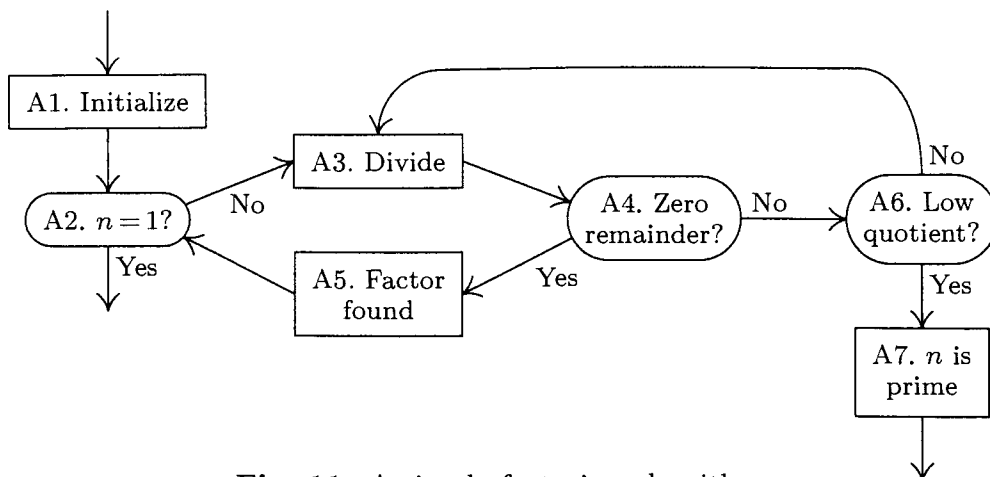 A1. Initialize
A2. n = 1?
Yes
No
A3. Divide
A4. Zero
remainder?
Yes
A5. Factor
found
No
A6. Low
quotient?
No
Yes
A7. n is
prime